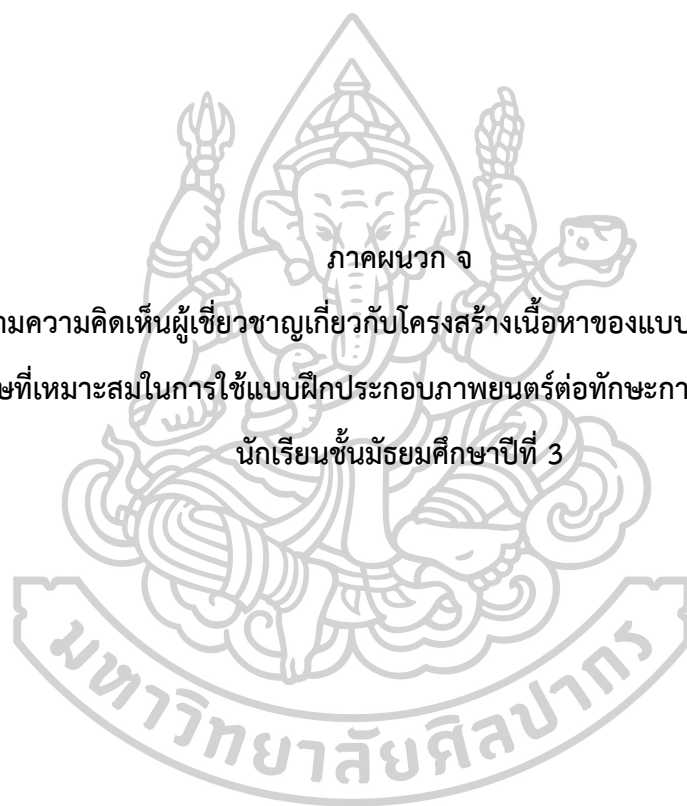 ภาคผนวก จ
ามความคิดเห็นผู้เชี่ยวชาญเกี่ยวกับโครงสร้างเนื้อหาของแบบ
ษที่เหมาะสมในการใช้แบบฝึกประกอบภาพยนตร์ต่อทักษะกา
นักเรียนชั้นมัธยมศึกษาปีที่ 3
มหาวิทยาลัยศิลปากร